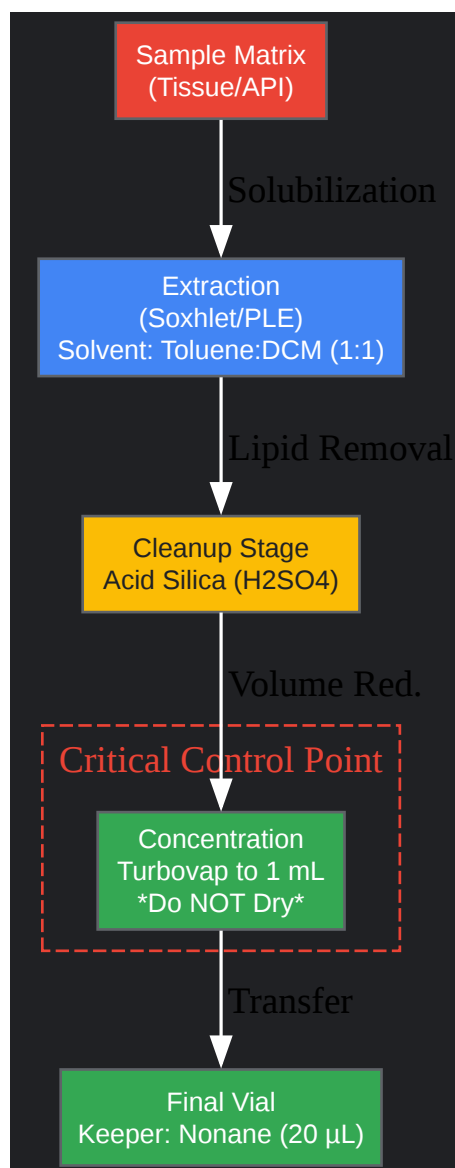 Sample Matrix
(Tissue/API)
Solubilization
Extraction
(Soxhlet/PLE)
Solvent: Toluene:DCM (1:1)
Lipid Removal
Cleanup Stage
Acid Silica (H2SO4)
Volume Red.
Critical Control Point
Concentration
Turbovap to 1 mL
*Do NOT Dry*
Transfer
Final Vial
Keeper: Nonane (20 µL)